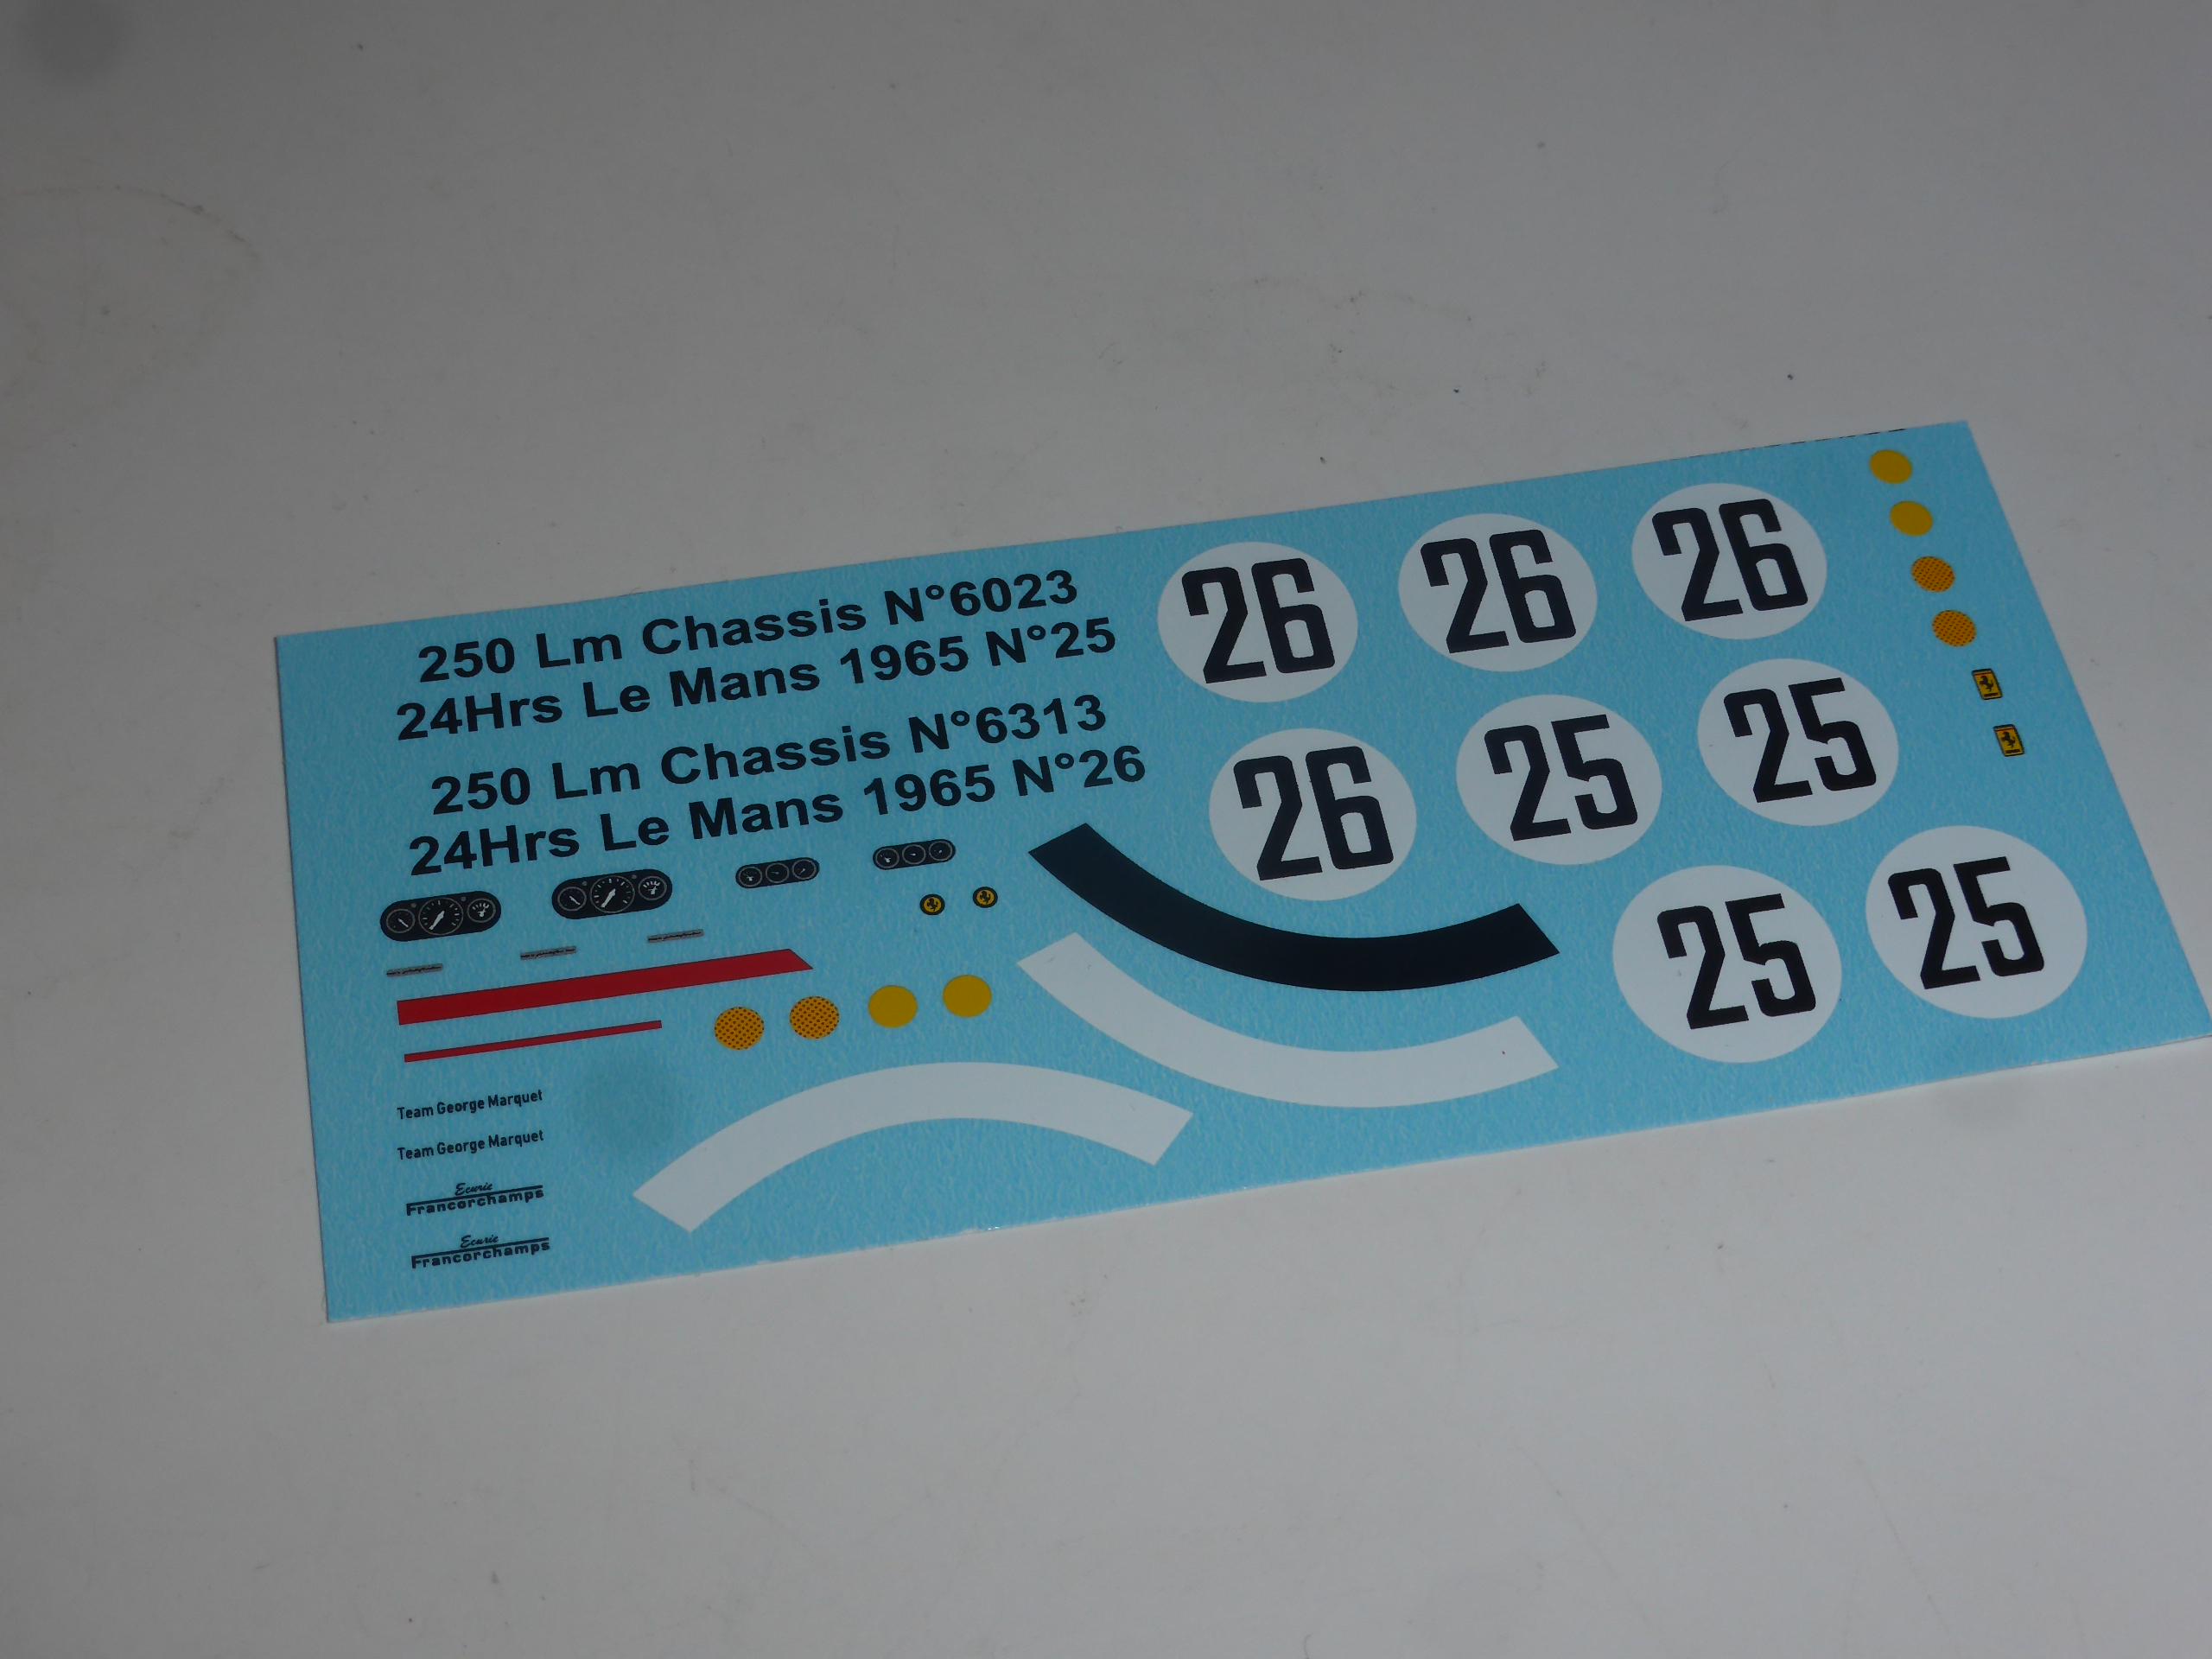 250 Lm Chassis N°6023
24Hrs Le Mans 1965 N°25
250 Lm Chassis N°6313
24Hrs Le Mans 1965 N°26
26
26
26
26
25
25
25
25
Team George Marquet
Team George Marquet
Ecurie
Francorchamps
Ecurie
Francorchamps